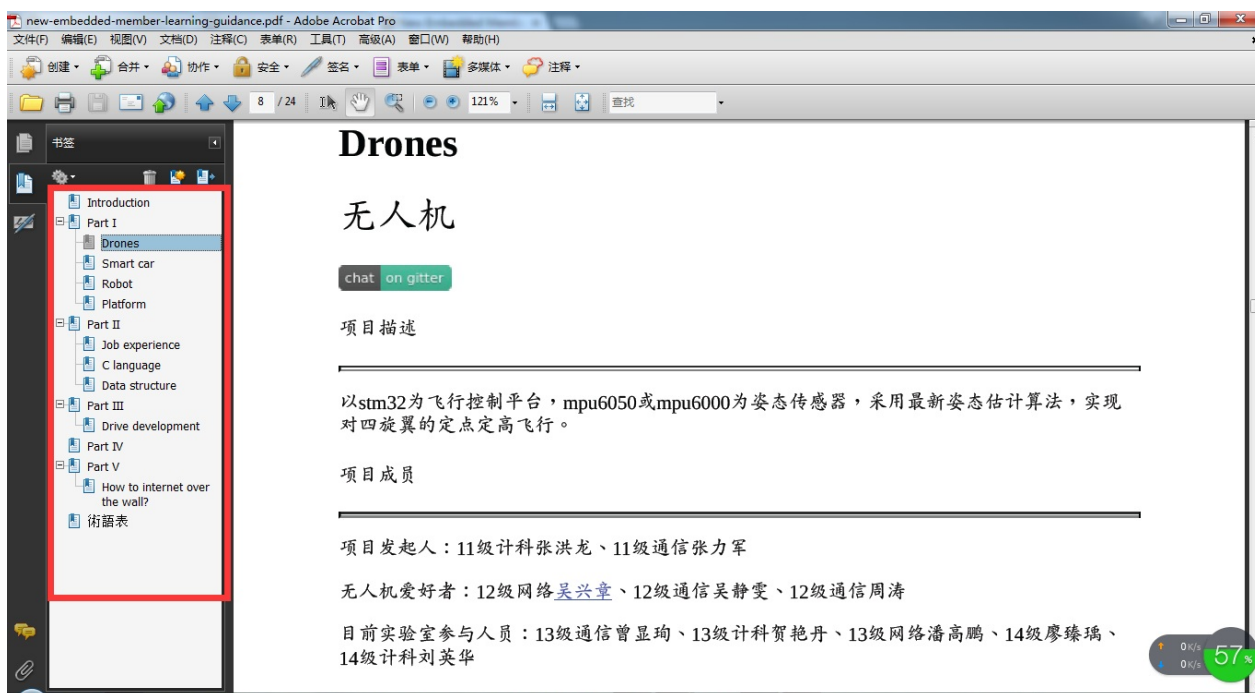 new-embedded-member-learning-guidance.pdf - Adobe Acrobat Pro
文件(F) 编辑(E) 视图(V) 文档(D) 注释(C) 表单(R) 工具(T) 高级(A) 窗口(W) 帮助(H)
创建 合并 协作 安全 签名 表单 多媒体 注释
8 / 24 121% 查找
书签
Introduction
Part I
Drones
Smart car
Robot
Platform
Part II
Job experience
C language
Data structure
Part III
Drive development
Part IV
Part V
How to internet over
the wall?
術語表
Drones
无人机
chat on gitter
项目描述
以stm32为飞行控制平台，mpu6050或mpu6000为姿态传感器，采用最新姿态估计算法，实现
对四旋翼的定点定高飞行。
项目成员
项目发起人：11级计科张洪龙、11级通信张力军
无人机爱好者：12级网络吴兴章、12级通信吴静雯、12级通信周涛
目前实验室参与人员：13级通信曾显珣、13级计科贺艳丹、13级网络潘高鹏、14级廖臻瑀、
14级计科刘英华
0K/s
0K/s
57%